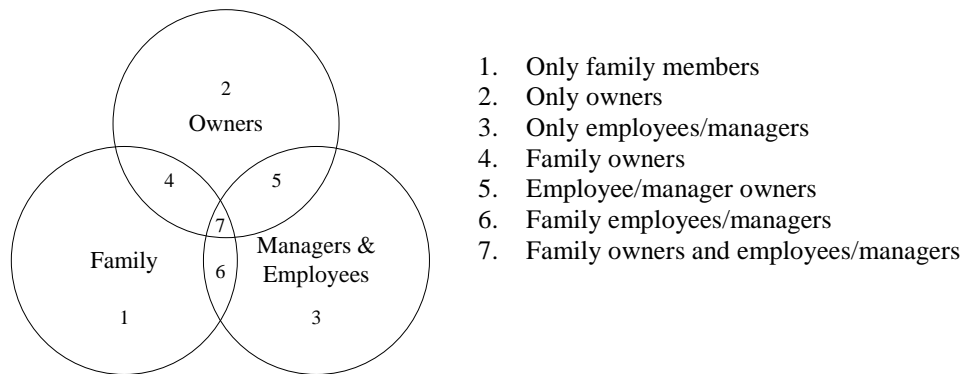 2
Owners
4
5
7
Family
Managers &
Employees
6
1
3
1. Only family members
2. Only owners
3. Only employees/managers
4. Family owners
5. Employee/manager owners
6. Family employees/managers
7. Family owners and employees/managers